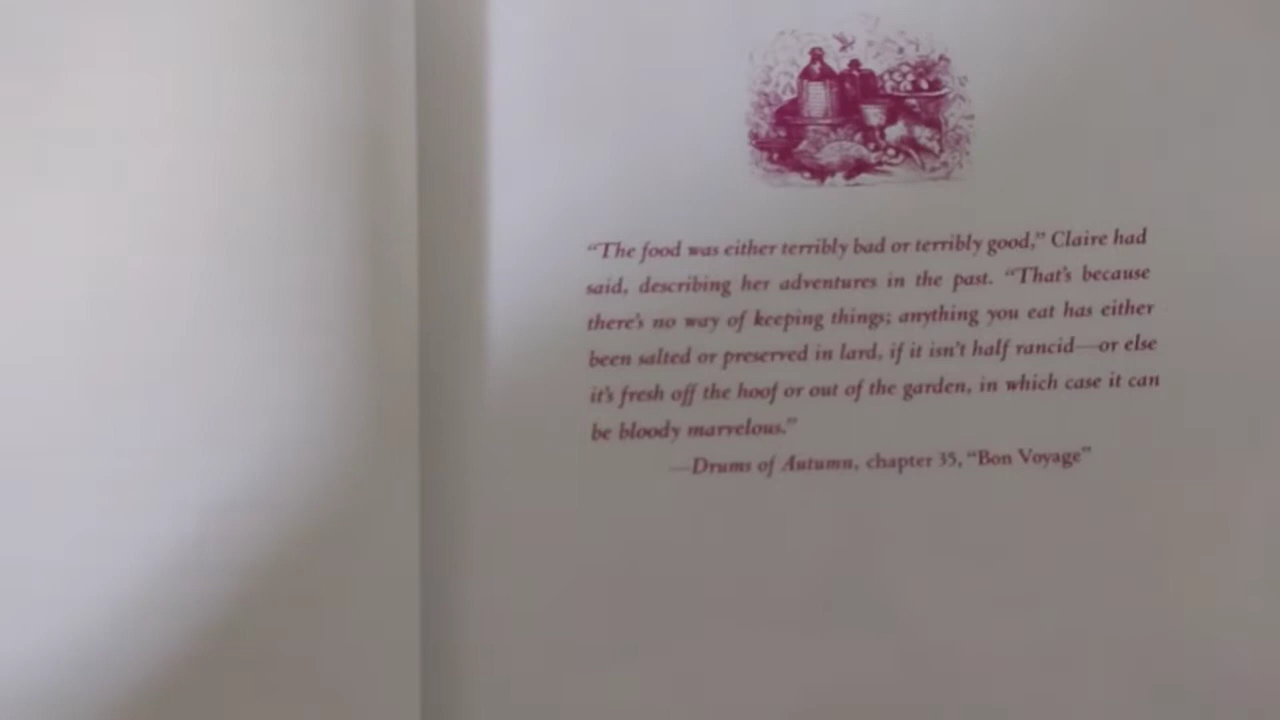 “The food was either terribly bad or terribly good,” Claire had
said, describing her adventures in the past. “That’s because
there’s no way of keeping things; anything you eat has either
been salted or preserved in lard, if it isn’t half rancid—or else
it’s fresh off the hoof or out of the garden, in which case it can
be bloody marvelous.”
—Drums of Autumn, chapter 35, “Bon Voyage”